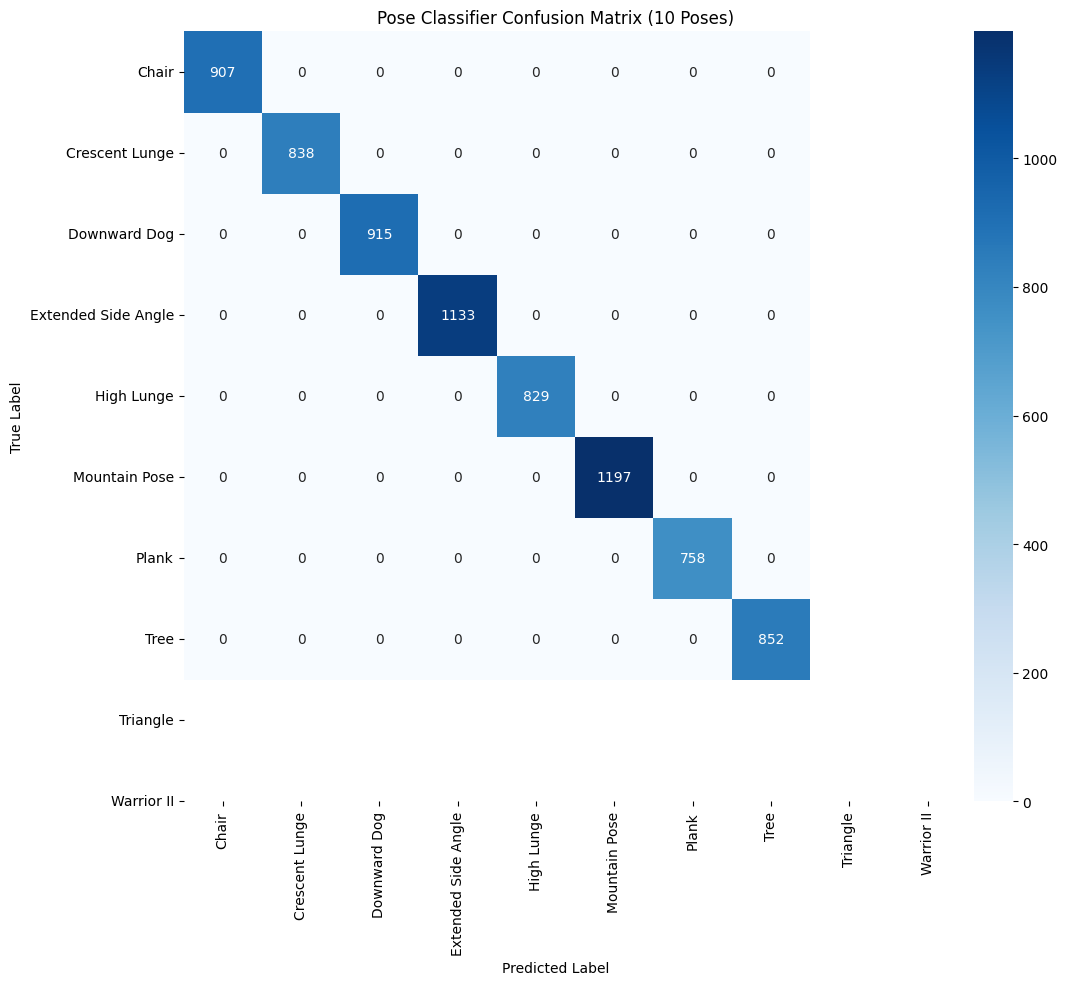 Pose Classifier Confusion Matrix (10 Poses)
Chair 907 0 0 0 0 0 0 0
Crescent Lunge 0 838 0 0 0 0 0 0
Downward Dog 0 0 915 0 0 0 0 0
Extended Side Angle 0 0 0 1133 0 0 0 0
High Lunge 0 0 0 0 829 0 0 0
Mountain Pose 0 0 0 0 0 1197 0 0
Plank 0 0 0 0 0 0 758 0
Tree 0 0 0 0 0 0 0 852
Triangle
Warrior II
True Label
Chair
Crescent Lunge
Downward Dog
Extended Side Angle
High Lunge
Mountain Pose
Plank
Tree
Triangle
Warrior II
Predicted Label
1000
800
600
400
200
0